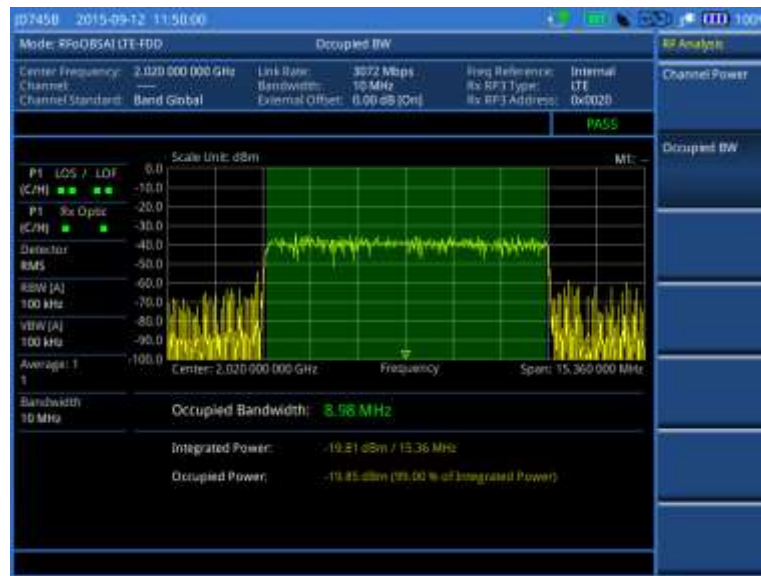 JD745B 2015-09-12 11:50:00
100%
Mode: RFoOBSAI LTE-FDD Occupied BW
RF Analysis
Center Frequency: 2.020 000 000 GHz Link Rate: 3072 Mbps Freq Reference: Internal
Channel: ---- Bandwidth: 10 MHz Rx RP3 Type: LTE
Channel Standard: Band Global External Offset: 0.00 dB [On] Rx RP3 Address: 0x0020
Channel Power
PASS
Occupied BW
Scale Unit: dBm M1: --
P1 LOS / LOF
(C/H)
P1 Rx Optic
(C/H)
Detector
RMS
RBW [A]
100 kHz
VBW [A]
100 kHz
Average: 1
1
Bandwidth
10 MHz
0.0
-10.0
-20.0
-30.0
-40.0
-50.0
-60.0
-70.0
-80.0
-90.0
-100.0
Center: 2.020 000 000 GHz Frequency Span: 15.360 000 MHz
Occupied Bandwidth: 8.98 MHz
Integrated Power: -19.81 dBm / 15.36 MHz
Occupied Power: -19.85 dBm (99.00 % of Integrated Power)